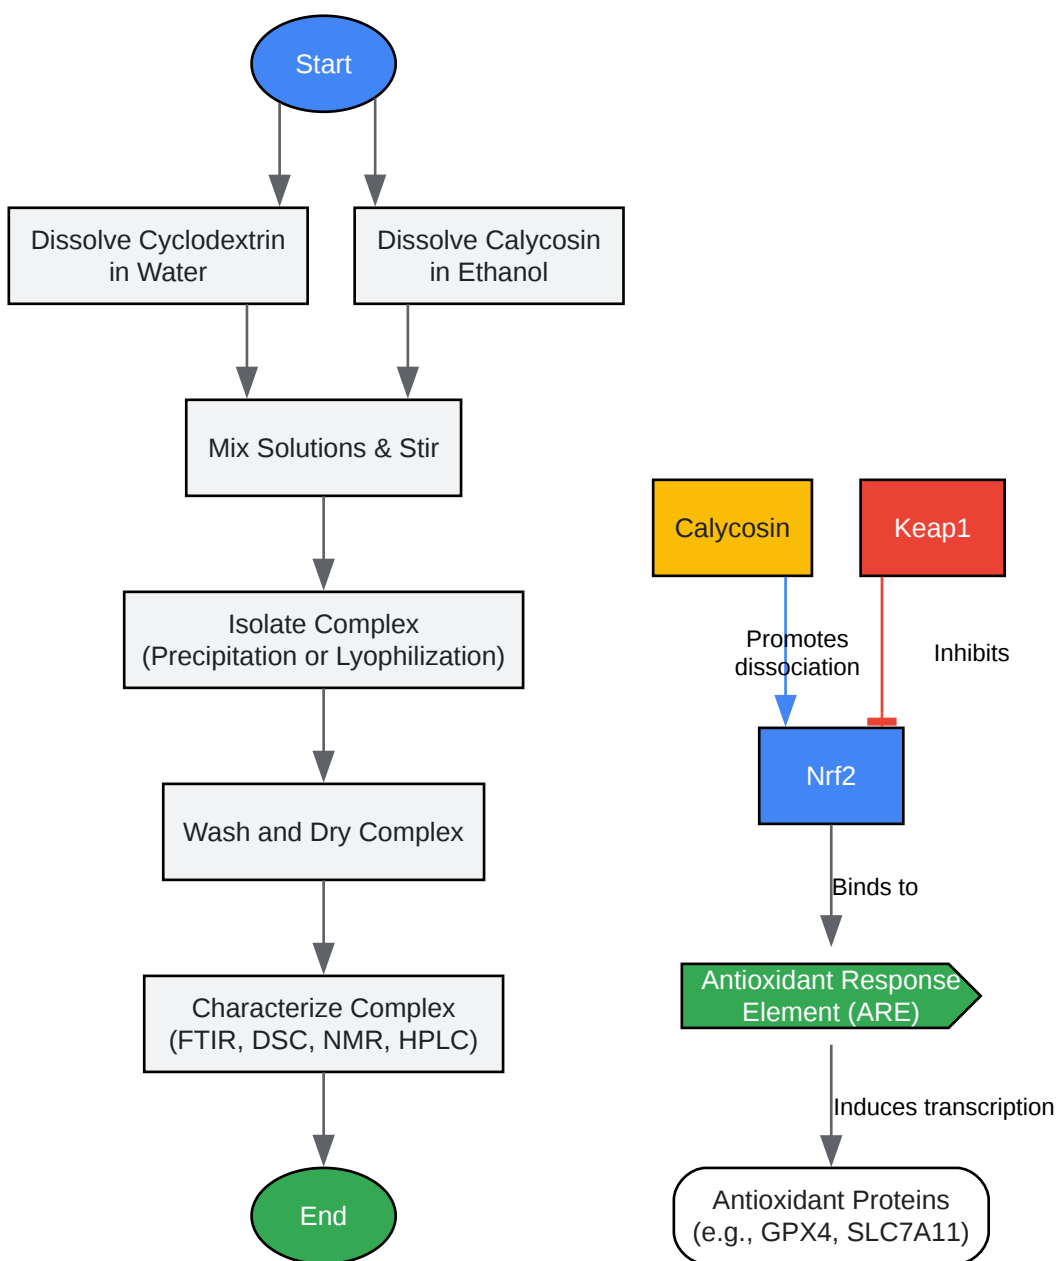 Start
Dissolve Cyclodextrin
in Water
Dissolve Calycosin
in Ethanol
Mix Solutions & Stir
Isolate Complex
(Precipitation or Lyophilization)
Wash and Dry Complex
Characterize Complex
(FTIR, DSC, NMR, HPLC)
End
Calycosin
Keap1
Promotes
dissociation
Inhibits
Nrf2
Binds to
Antioxidant Response
Element (ARE)
Induces transcription
Antioxidant Proteins
(e.g., GPX4, SLC7A11)